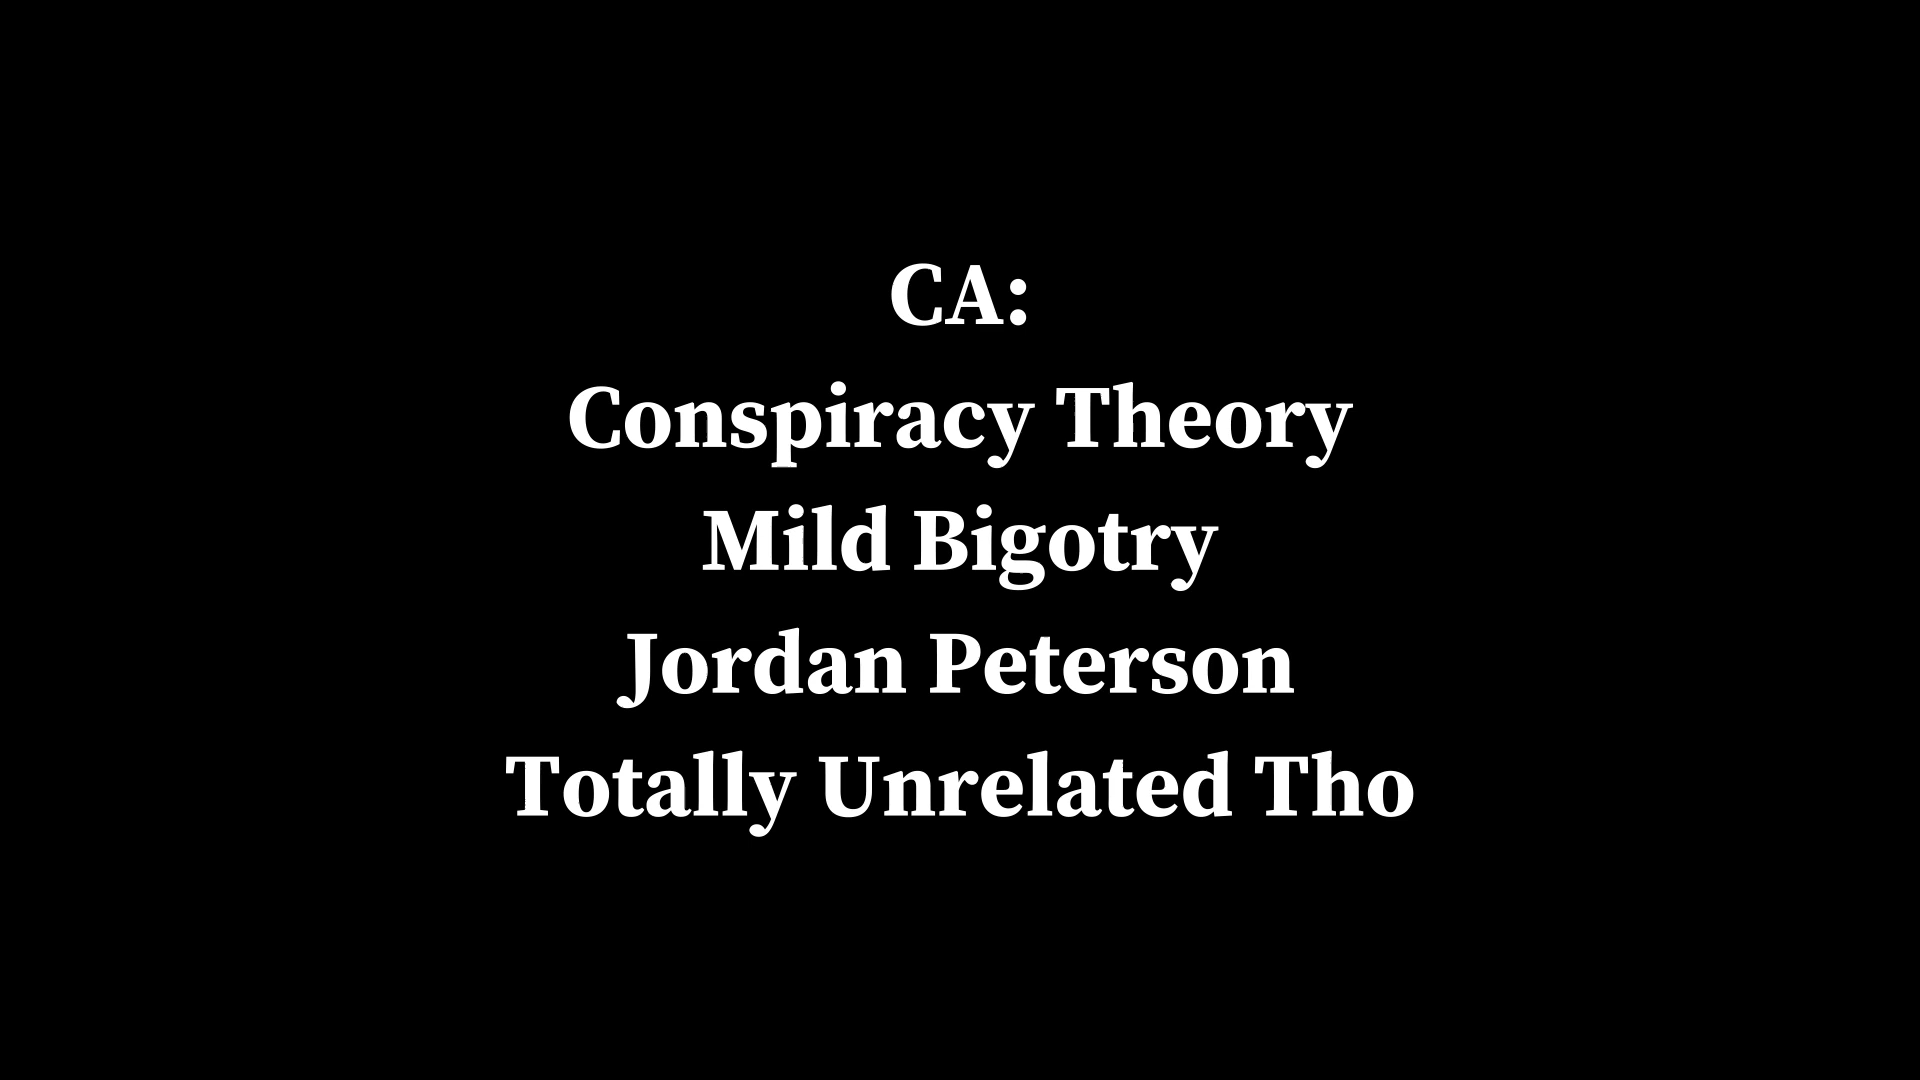 CA:
Conspiracy Theory
Mild Bigotry
Jordan Peterson
Totally Unrelated Tho